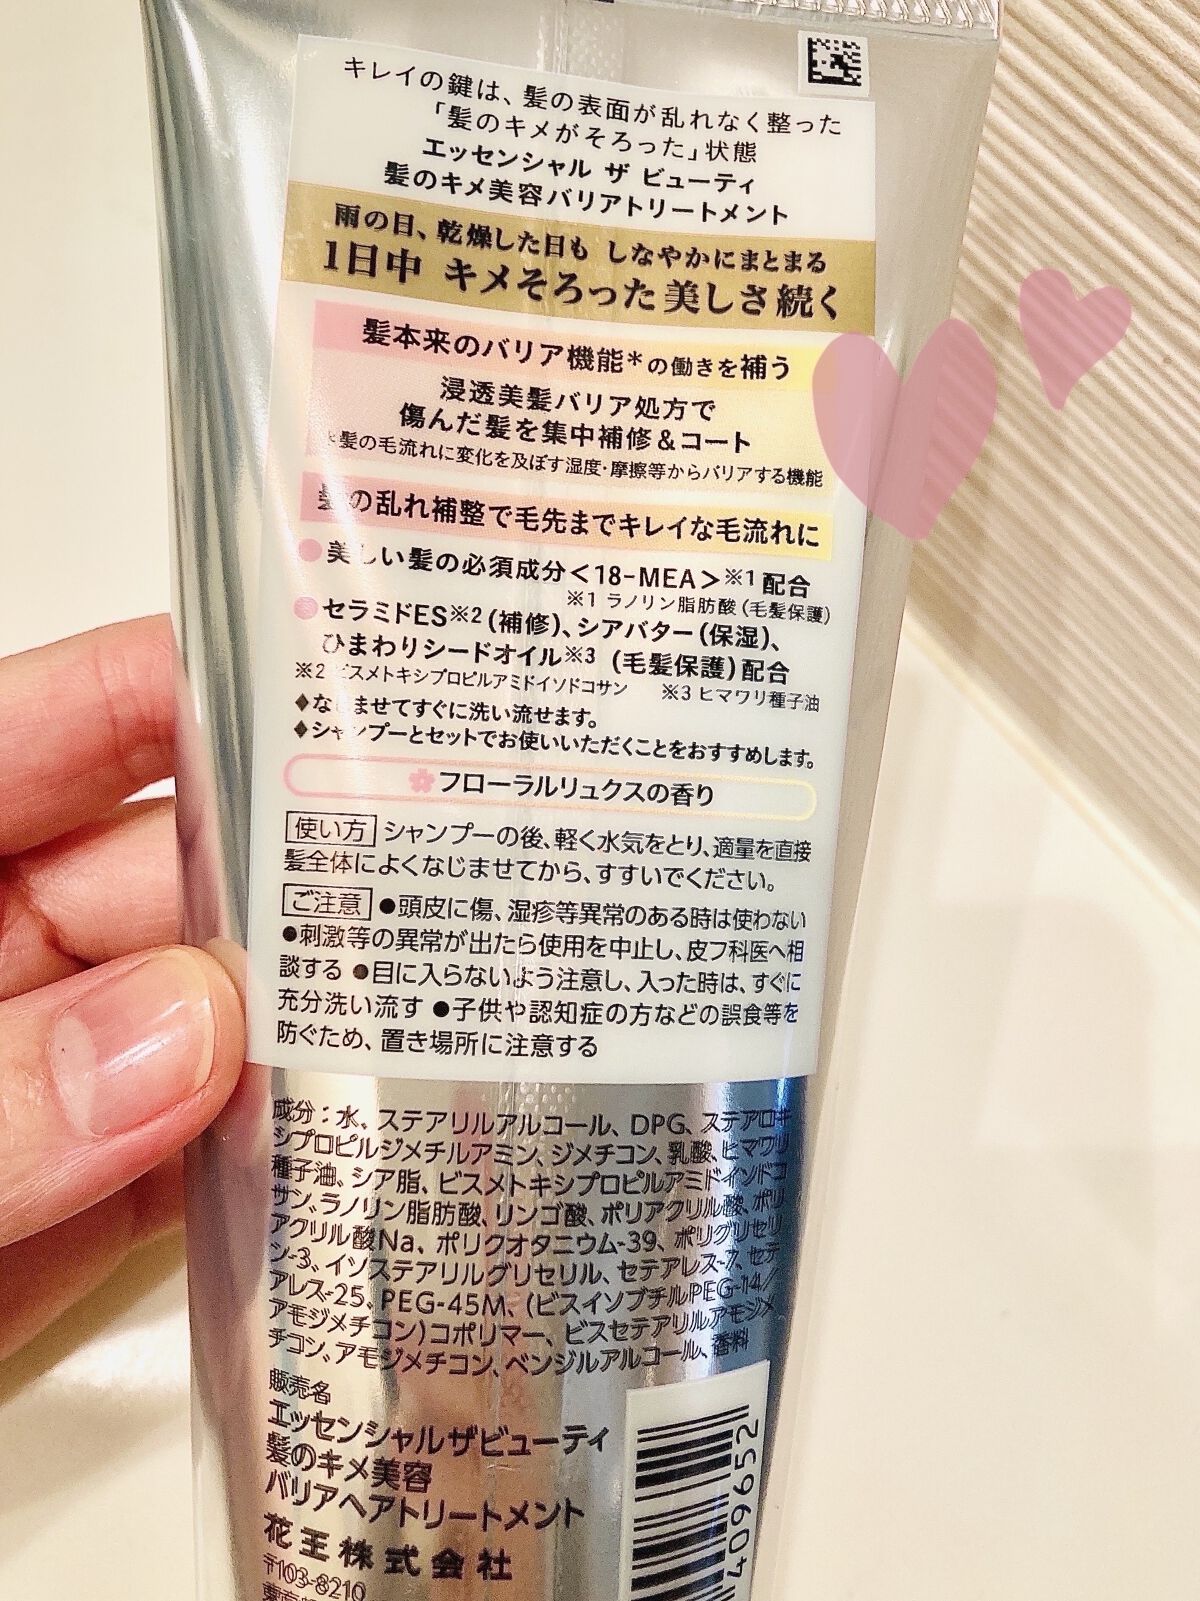 キレイの鍵は、髪の表面が乱れなく整った
「髪のキメがそろった」状態
エッセンシャル ザ ビューティ
髪のキメ美容バリアトリートメント
雨の日、乾燥した日も しなやかにまとまる
1日中 キメそろった美しさ続く
髪本来のバリア機能*の働きを補う
浸透美髪バリア処方で
傷んだ髪を集中補修&コート
*髪の毛流れに変化を及ぼす湿度・摩擦等からバリアする機能
髪の乱れ補整で毛先までキレイな毛流れに
●美しい髪の必須成分<18-MEA>※1配合
※1 ラノリン脂肪酸(毛髪保護)
●セラミドES※2(補修)、シアバター(保湿)、
ひまわりシードオイル※3 (毛髪保護)配合
※2 ビスメトキシプロピルアミドイソドコサン ※3 ヒマワリ種子油
♦なじませてすぐに洗い流せます。
♦シャンプーとセットでお使いいただくことをおすすめします。
フローラルリュクスの香り
使い方 シャンプーの後、軽く水気をとり、適量を直接
髪全体によくなじませてから、すすいでください。
ご注意 ●頭皮に傷、湿疹等異常のある時は使わない
●刺激等の異常が出たら使用を中止し、皮フ科医へ相
談する ●目に入らないよう注意し、入った時は、すぐに
充分洗い流す ●子供や認知症の方などの誤食等を
防ぐため、置き場所に注意する
成分:水、ステアリルアルコール、DPG、ステアロキ
シプロピルジメチルアミン、ジメチコン、乳酸、ヒマワリ
種子油、シア脂、ビスメトキシプロピルアミドイソドコ
サン、ラノリン脂肪酸、リンゴ酸、ポリアクリル酸、ポリ
アクリル酸Na、ポリクオタニウム-39、ポリグリセリ
ン-3、イソステアリルグリセリル、セテアレス-7、セテ
アレス-25、PEG-45M、(ビスイソブチルPEG-14/
アモジメチコン)コポリマー、ビスセテアリルアモジメ
チコン、アモジメチコン、ベンジルアルコール、香料
販売名
エッセンシャルザビューティ
髪のキメ美容
バリアヘアトリートメント
花王株式会社
〒103-8210
409652